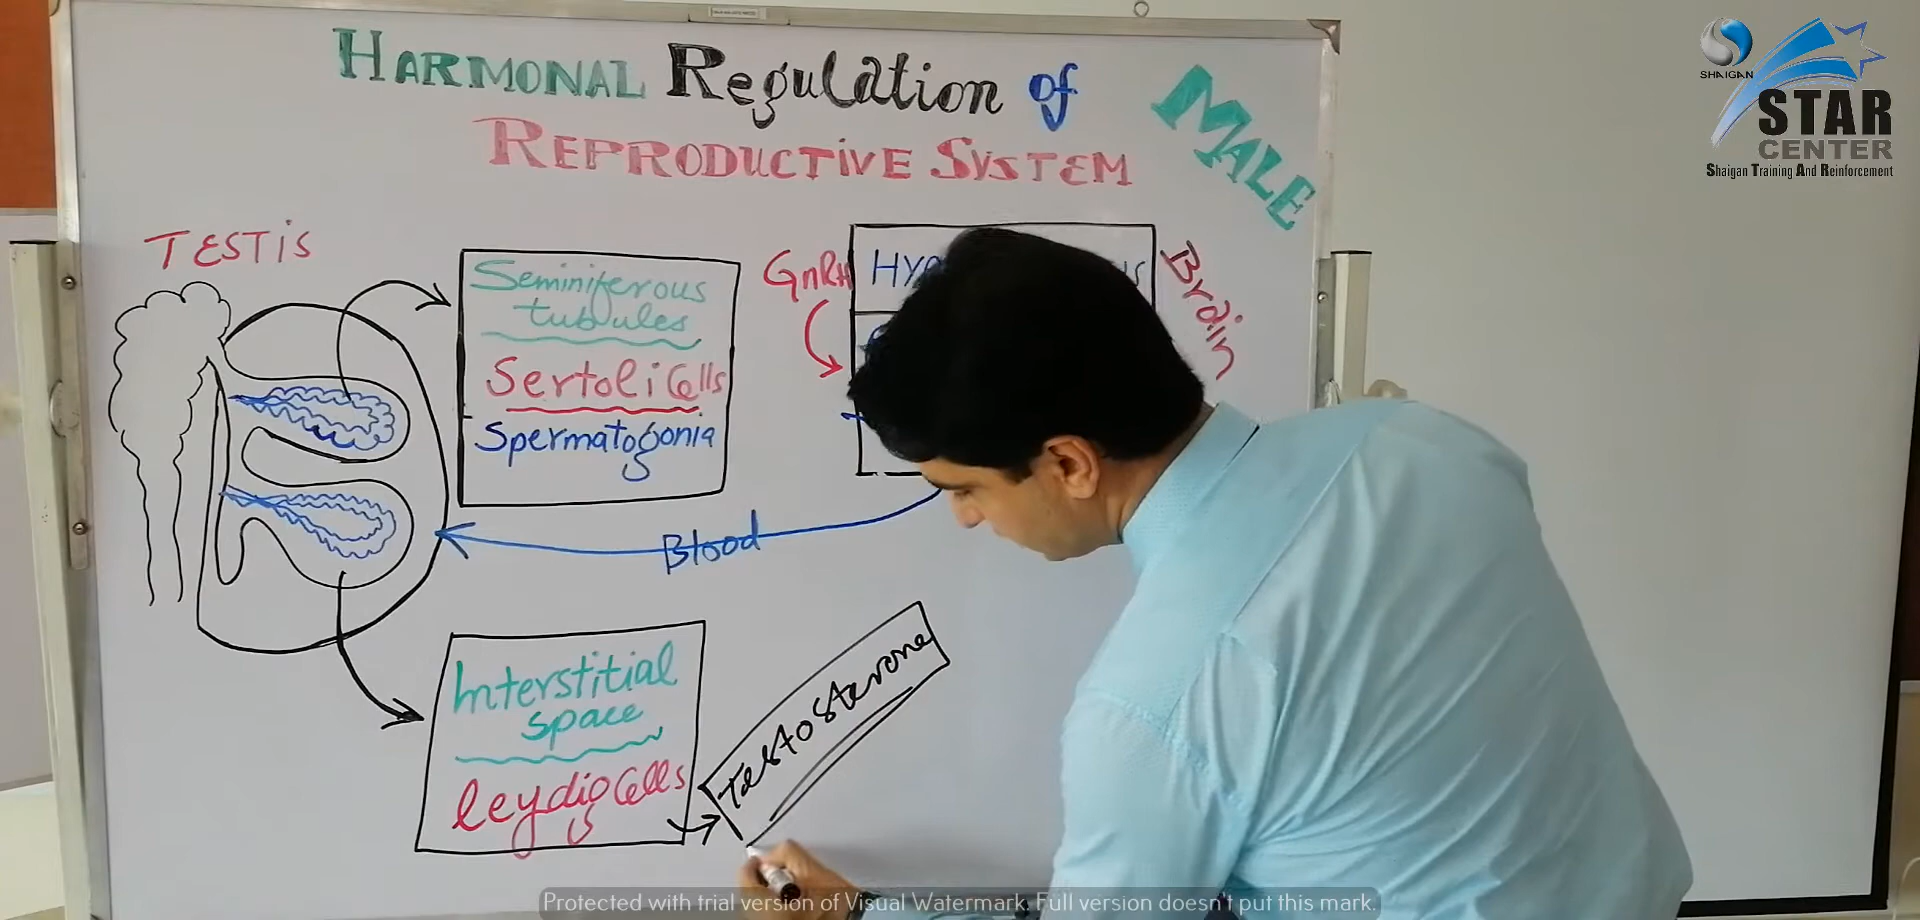 HARMONAL Regulation of
REPRODUCTIVE SYSTEM
MALE
TESTIS
Seminiferous
tubules
Sertoli Cells
Spermatogonia
GnRH
Brain
Blood
Interstitial
space
leydig Cells
Testosterone
SHAIGAN
STAR
CENTER
Shaigan Training And Reinforcement
Protected with trial version of Visual Watermark. Full version doesn't put this mark.